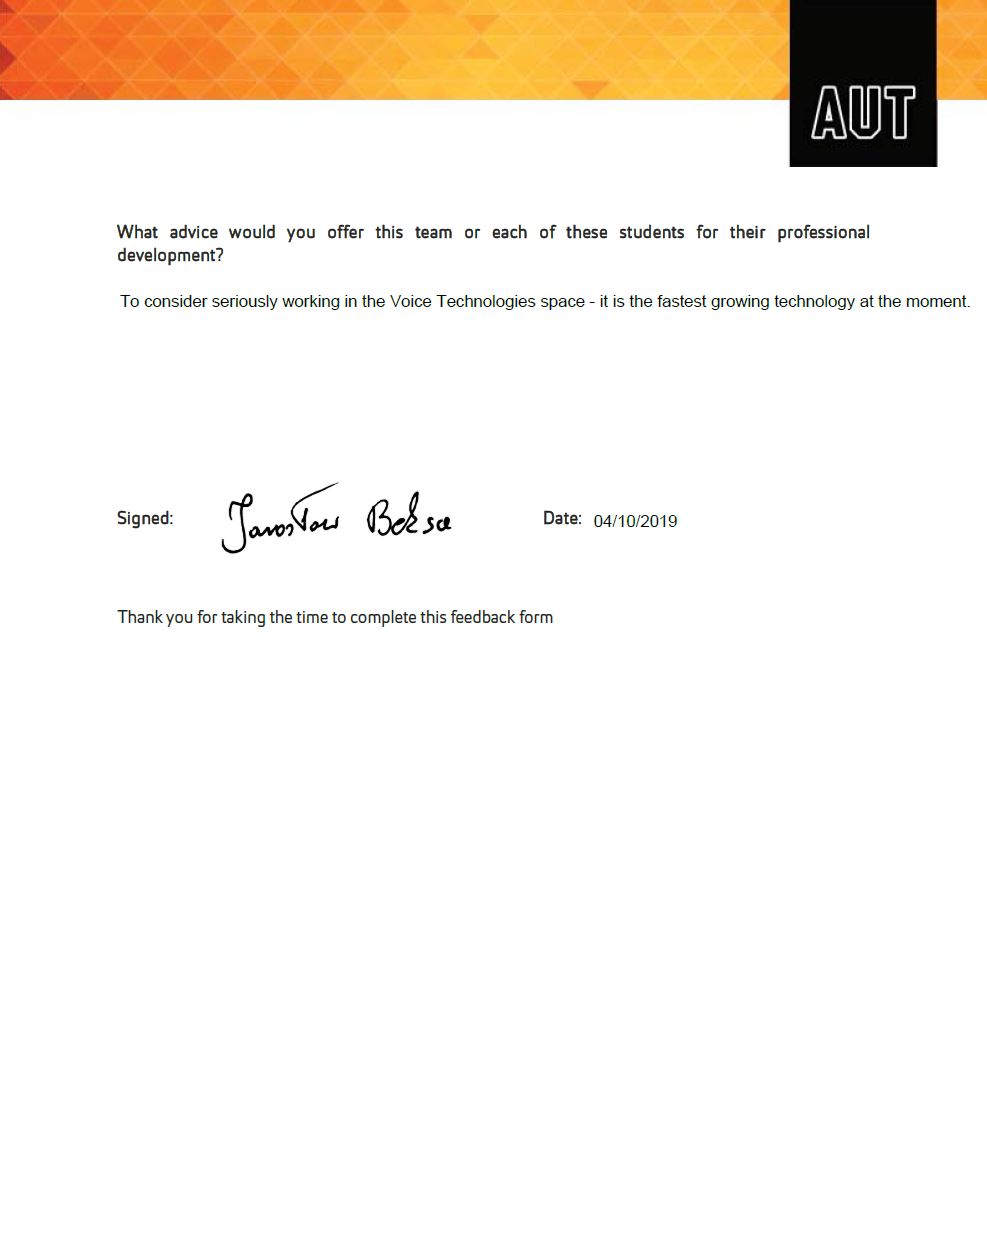 AUT
What advice would you offer this team or each of these students for their professional
development?
To consider seriously working in the Voice Technologies space - it is the fastest growing technology at the moment.
Signed: Jarosław Beksa Date: 04/10/2019
Thank you for taking the time to complete this feedback form